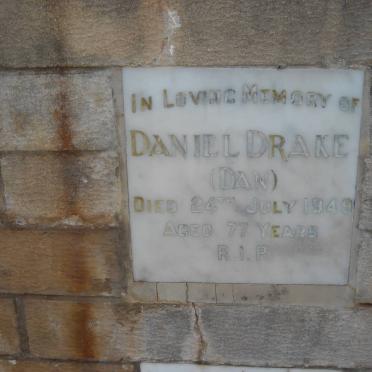 IN LOVING MEMORY OF
DANIEL DRAKE
(DAN)
DIED 24TH JULY 1949
AGED 77 YEARS
R.I.P.